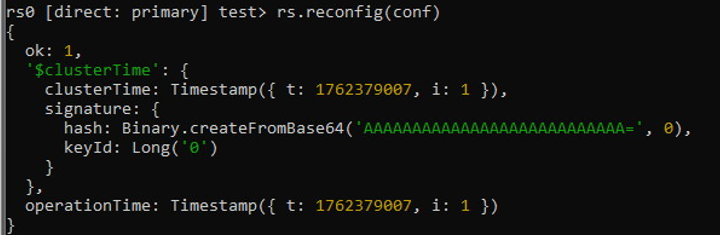 rs0 [direct: primary] test> rs.reconfig(conf)
{
  ok: 1,
  '$clusterTime': {
    clusterTime: Timestamp({ t: 1762379007, i: 1 }),
    signature: {
      hash: Binary.createFromBase64('AAAAAAAAAAAAAAAAAAAAAAAAAAA=', 0),
      keyId: Long('0')
    }
  },
  operationTime: Timestamp({ t: 1762379007, i: 1 })
}